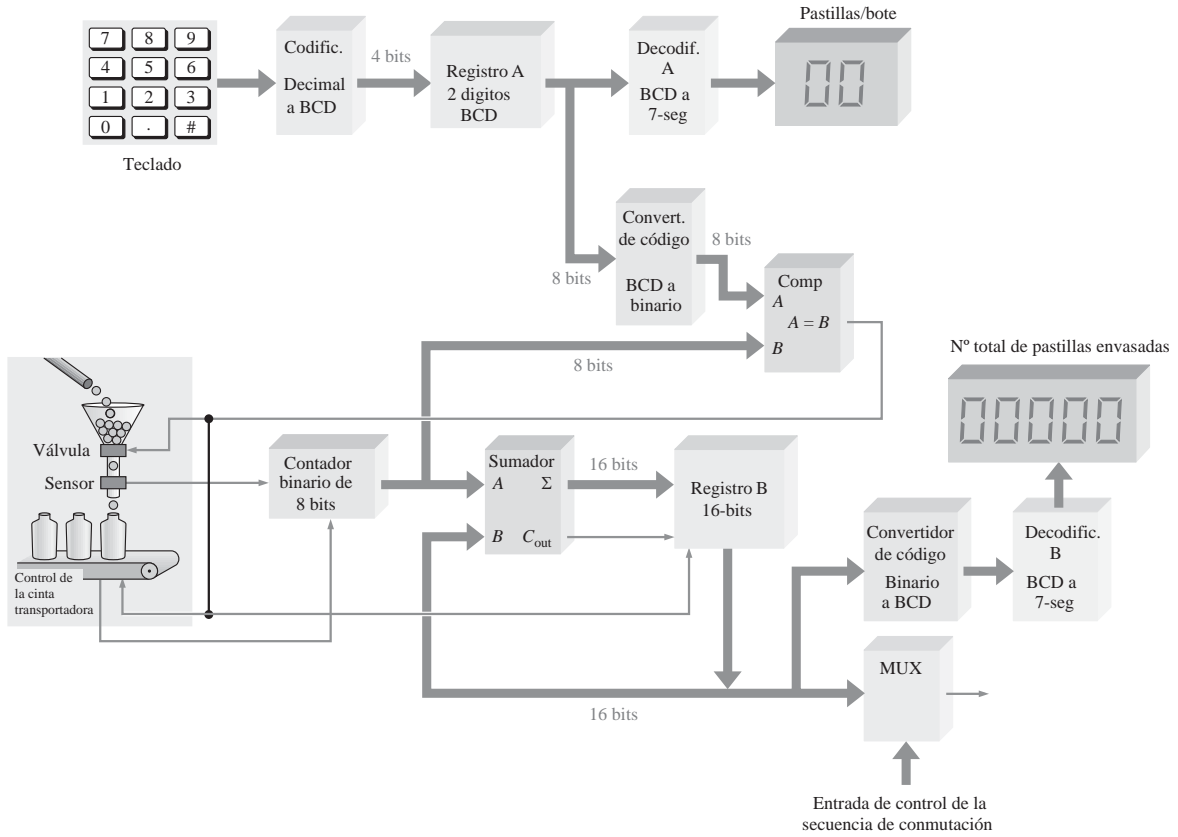 Pastillas/bote
7 8 9
4 5 6
1 2 3
0 . #
Teclado
Codific.
Decimal
a BCD
4 bits
Registro A
2 digitos
BCD
Decodif.
A
BCD a
7-seg
00
8 bits
Convert.
de código
BCD a
binario
8 bits
Comp
A
A = B
B
8 bits
Nº total de pastillas envasadas
00000
Válvula
Sensor
Control de
la cinta
transportadora
Contador
binario de
8 bits
Sumador
A Σ
B Cout
16 bits
Registro B
16-bits
Convertidor
de código
Binario
a BCD
Decodific.
B
BCD a
7-seg
16 bits
MUX
Entrada de control de la
secuencia de conmutación